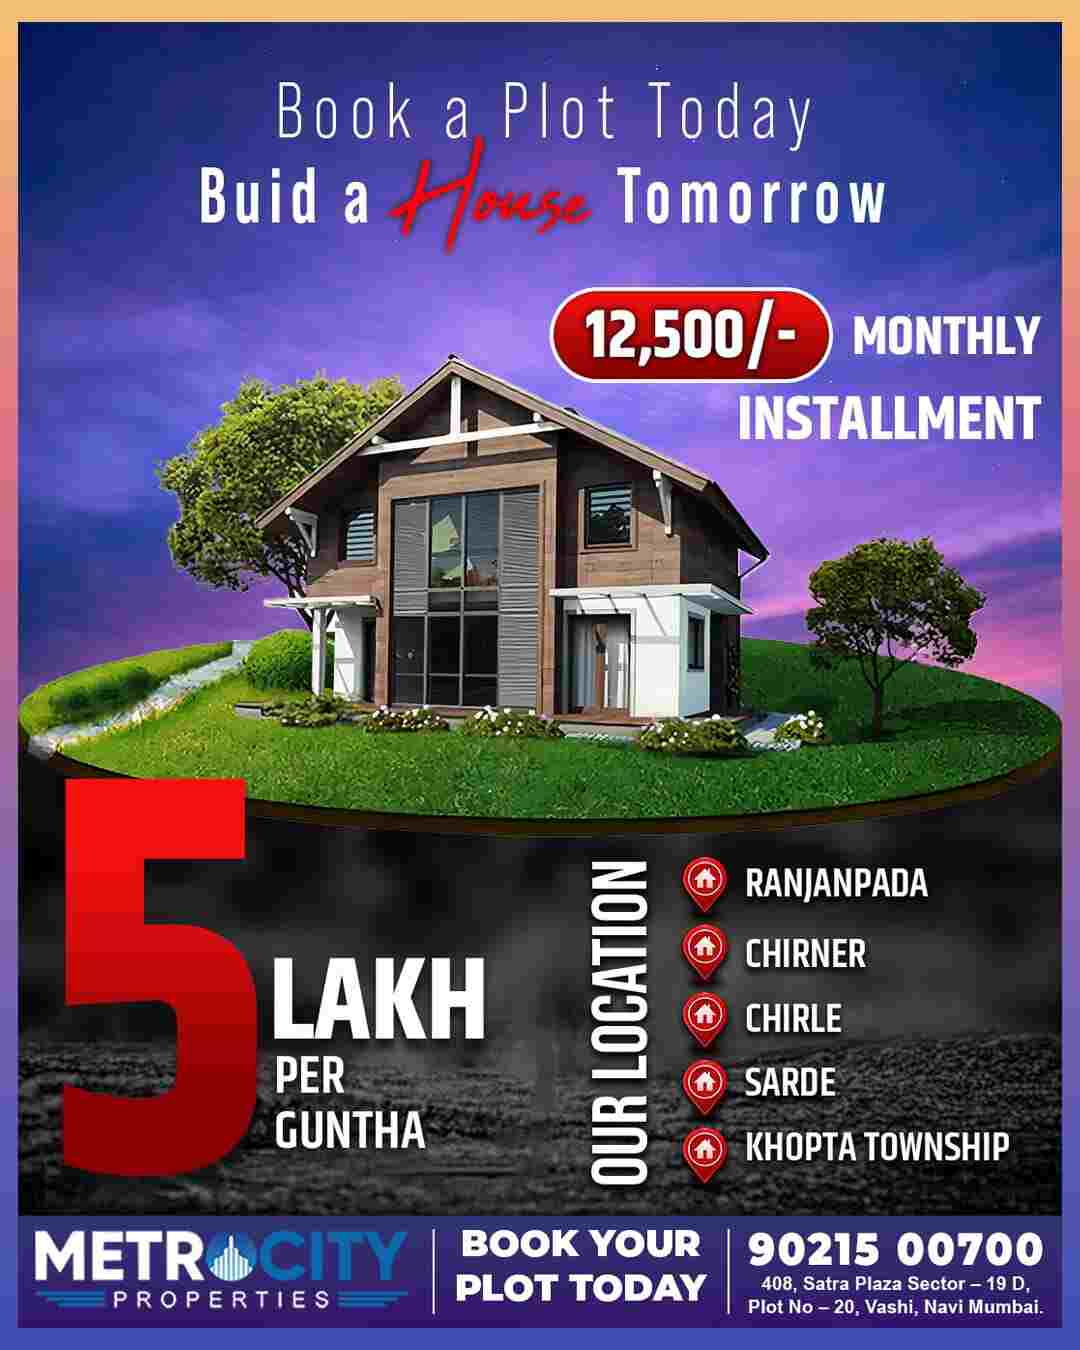 Book a Plot Today
Buid a House Tomorrow
12,500/- MONTHLY
INSTALLMENT
5 LAKH
PER
GUNTHA
OUR LOCATION
RANJANPADA
CHIRNER
CHIRLE
SARDE
KHOPTA TOWNSHIP
METROCITY
PROPERTIES
BOOK YOUR
PLOT TODAY
90215 00700
408, Satra Plaza Sector – 19 D,
Plot No – 20, Vashi, Navi Mumbai.